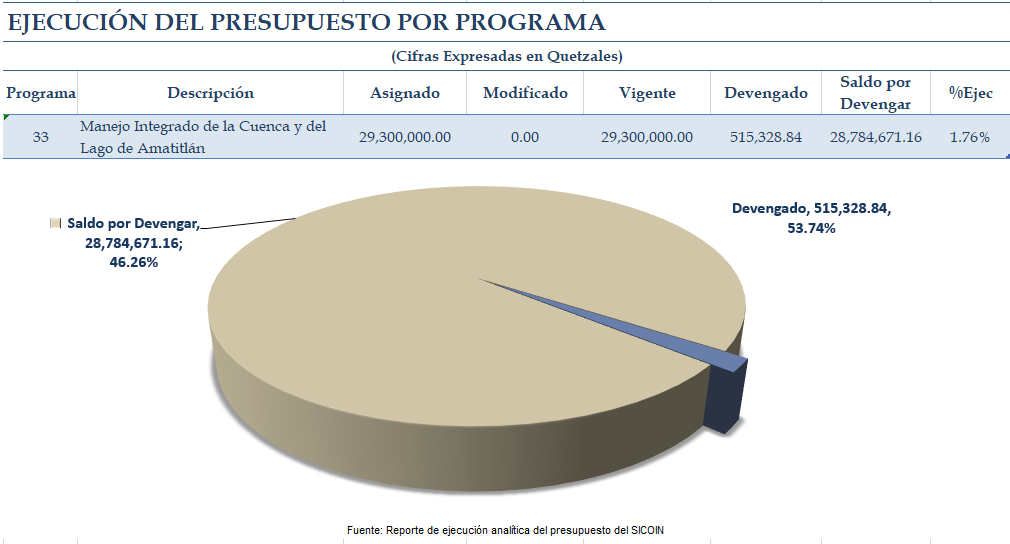 EJECUCIÓN DEL PRESUPUESTO POR PROGRAMA
(Cifras Expresadas en Quetzales)
Programa Descripción Asignado Modificado Vigente Devengado Saldo por Devengar %Ejec
33 Manejo Integrado de la Cuenca y del Lago de Amatitlán 29,300,000.00 0.00 29,300,000.00 515,328.84 28,784,671.16 1.76%
Saldo por Devengar,
28,784,671.16;
46.26%
Devengado, 515,328.84,
53.74%
Fuente: Reporte de ejecución analítica del presupuesto del SICOIN